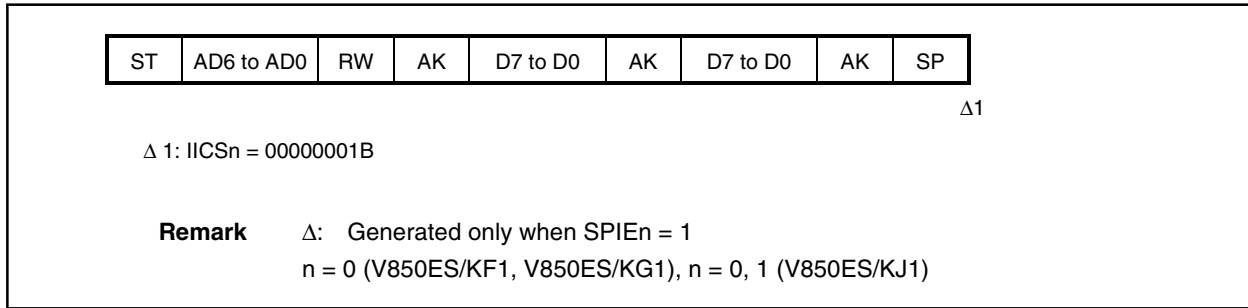 ST AD6 to AD0 RW AK D7 to D0 AK D7 to D0 AK SP
Δ1
Δ 1: IICSn = 00000001B
Remark Δ: Generated only when SPIEn = 1
n = 0 (V850ES/KF1, V850ES/KG1), n = 0, 1 (V850ES/KJ1)